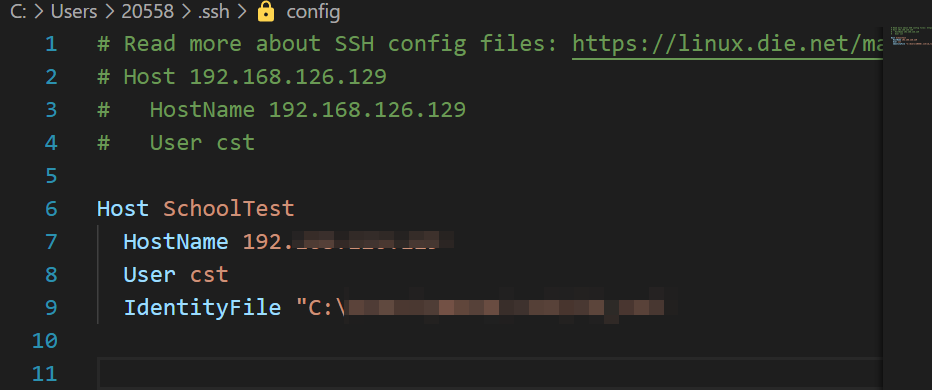 C: > Users > 20558 > .ssh > config
1 # Read more about SSH config files: https://linux.die.net/ma
2 # Host 192.168.126.129
3 #   HostName 192.168.126.129
4 #   User cst
5
6 Host SchoolTest
7   HostName 192.
8   User cst
9   IdentityFile "C:\
10
11